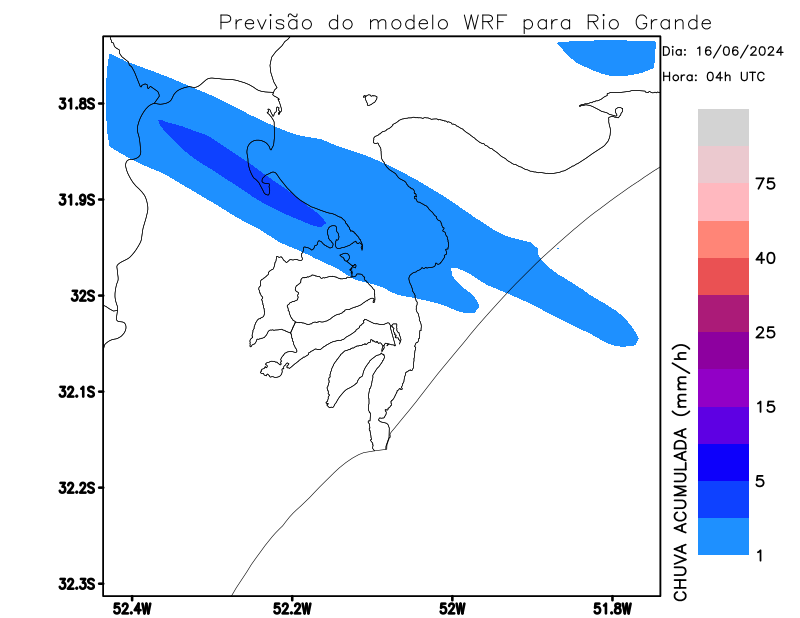 Previsão do modelo WRF para Rio Grande
Dia: 16/06/2024
Hora: 04h UTC
31.8S
31.9S
32S
32.1S
32.2S
32.3S
52.4W
52.2W
52W
51.8W
75
40
25
15
5
1
CHUVA ACUMULADA (mm/h)